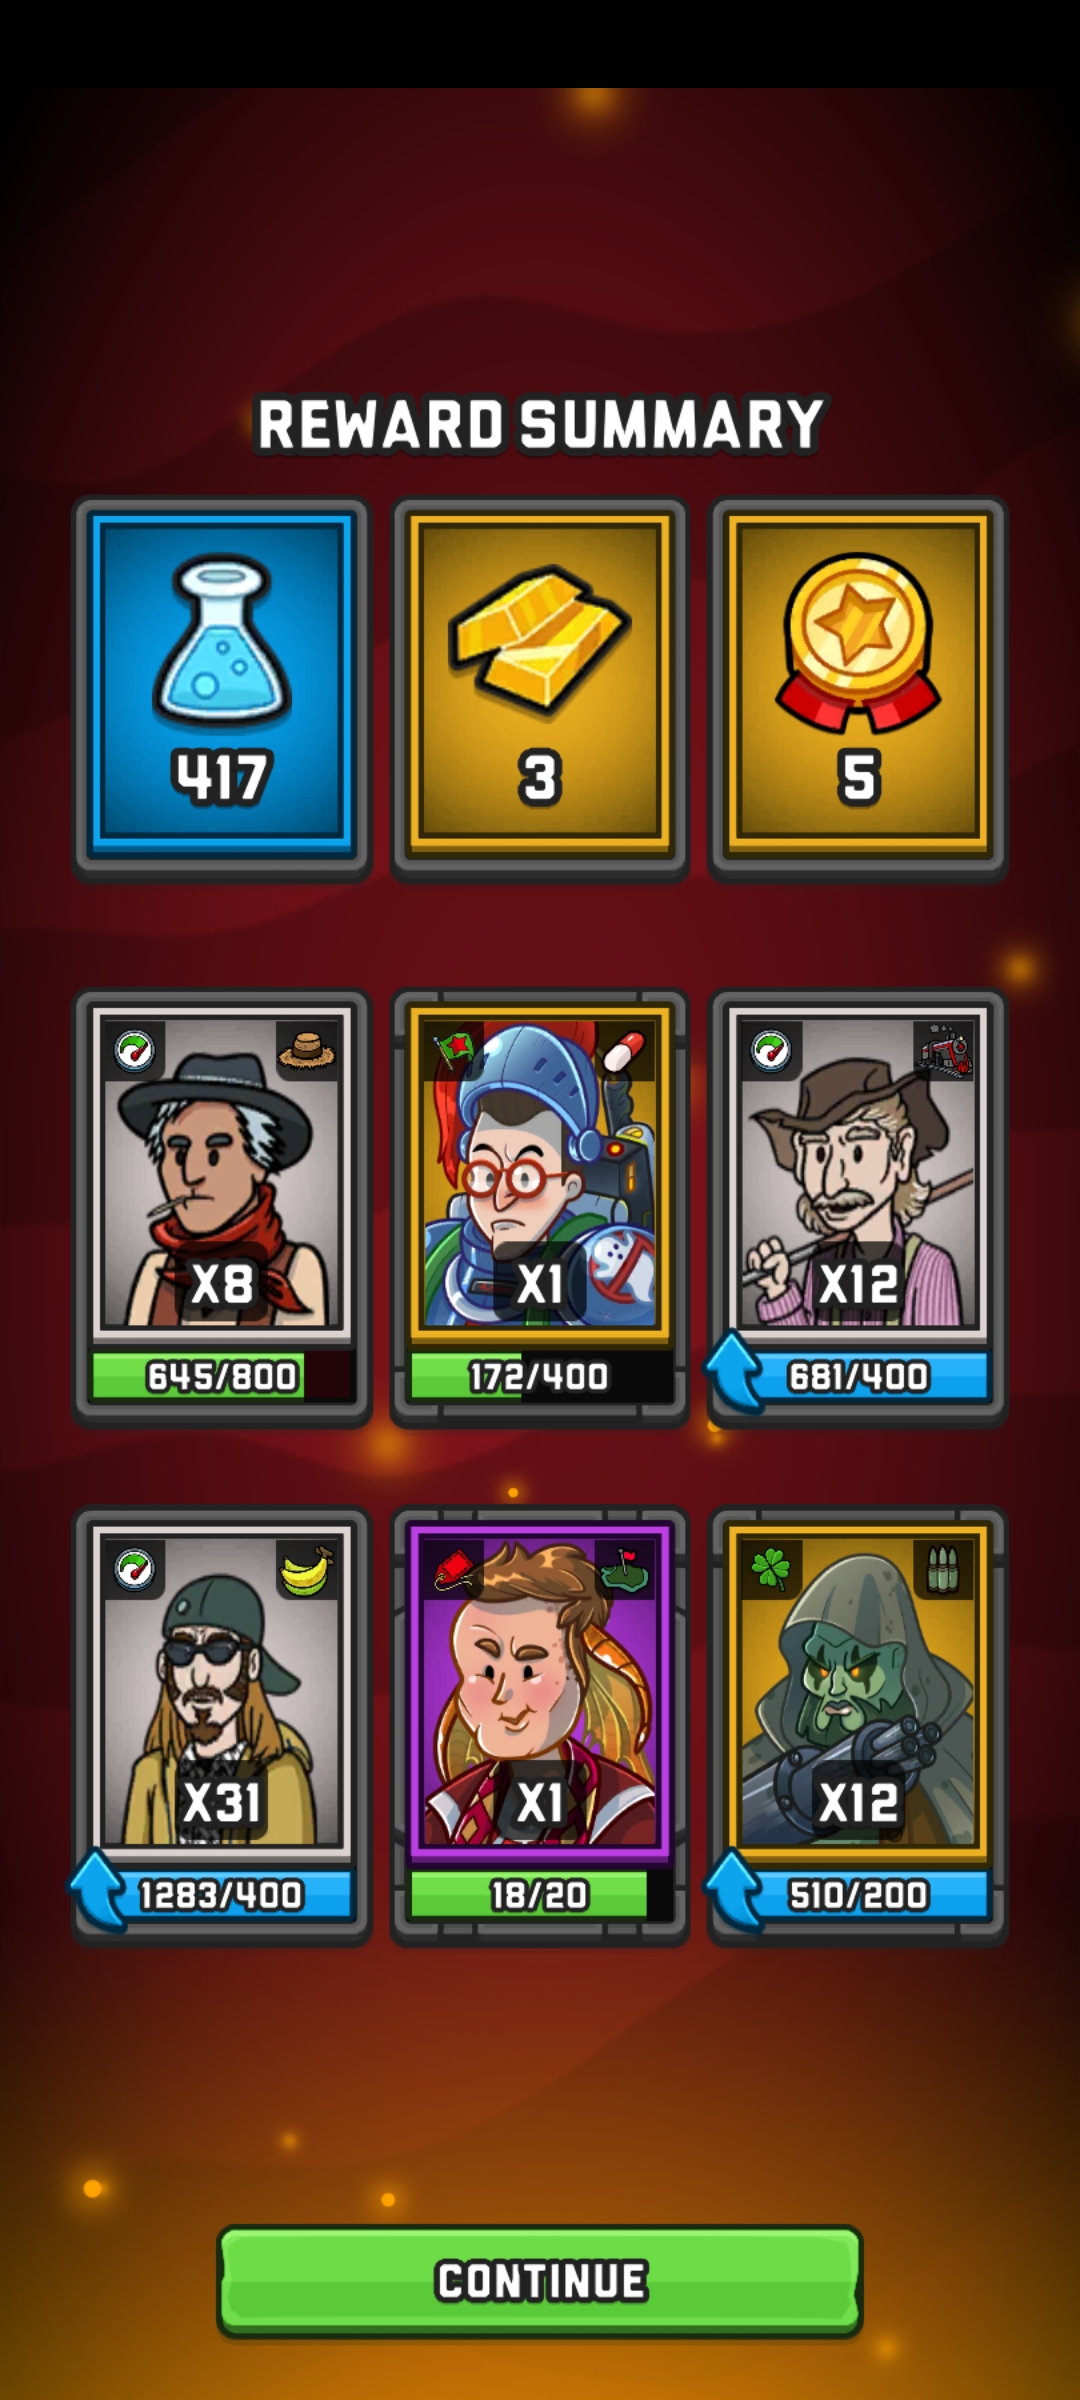 REWARD SUMMARY
417
3
5
X8
X1
X12
645/800
172/400
681/400
X31
X1
X12
1283/400
18/20
510/200
CONTINUE